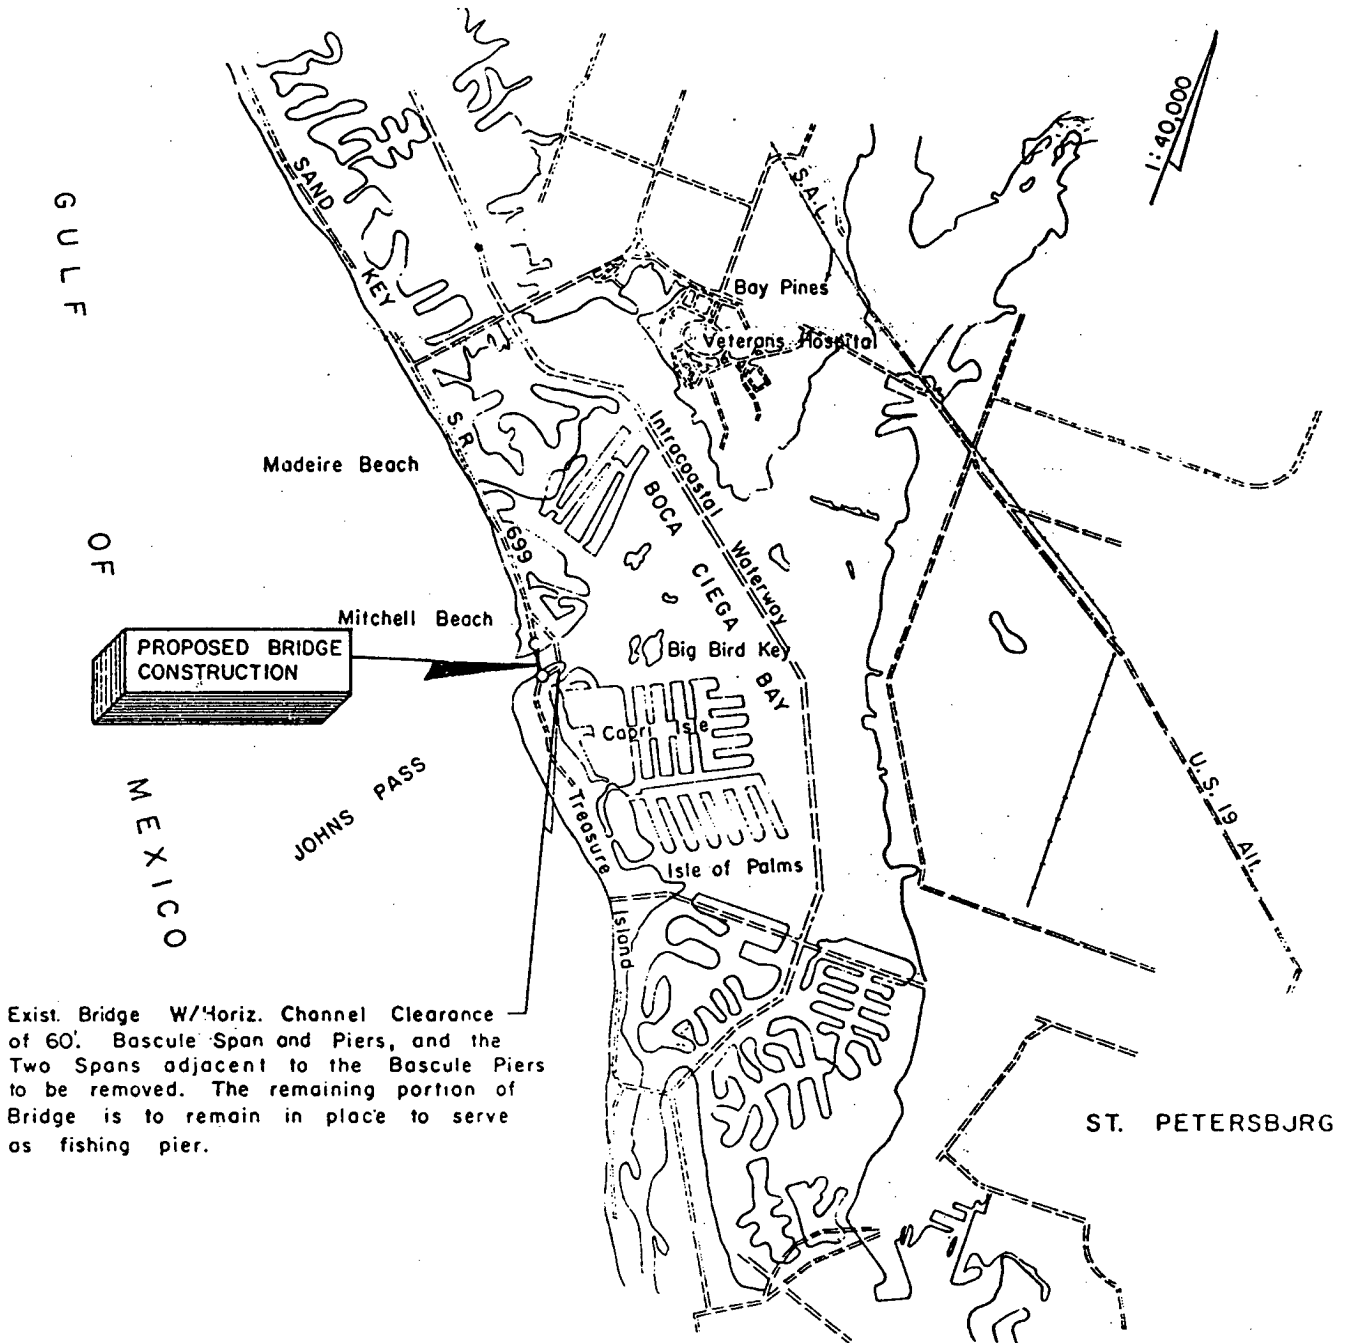 1:40,000
SAND
KEY
S.A.L.
GULF
OF
MEXICO
Bay Pines
Veterans Hospital
S.R.
699
Madeire Beach
Intracoastal
Waterway
BOCA
CIEGA
BAY
Mitchell Beach
PROPOSED BRIDGE
CONSTRUCTION
Big Bird Key
Capri Isle
JOHNS PASS
Treasure
Island
Isle of Palms
U.S. 19 Alt.
Exist. Bridge W/Horiz. Channel Clearance
of 60'. Bascule Span and Piers, and the
Two Spans adjacent to the Bascule Piers
to be removed. The remaining portion of
Bridge is to remain in place to serve
as fishing pier.
ST. PETERSBURG